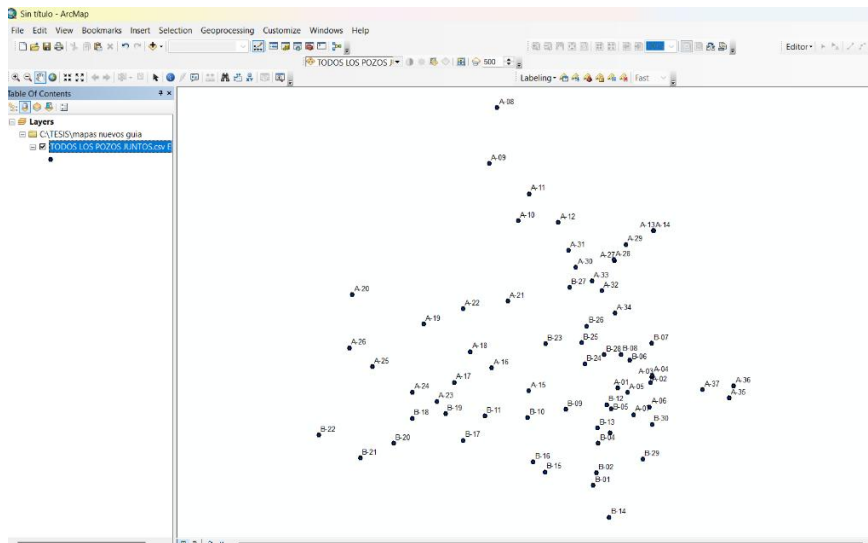 Sin título - ArcMap
File Edit View Bookmarks Insert Selection Geoprocessing Customize Windows Help
Editor
TODOS LOS POZOS J
500
Labeling
Fast
Table Of Contents
Layers
C:\TESIS\mapas nuevos guia
TODOS LOS POZOS JUNTOS.csv E
A-08
A-09
A-11
A-10
A-12
A-13
A-14
A-29
A-31
A-27
A-28
A-30
A-33
B-27
A-32
A-20
A-21
A-22
A-34
A-19
B-26
B-23
B-25
B-07
A-26
A-18
B-28
B-08
B-06
B-24
A-25
A-16
A-03
A-04
A-02
A-17
A-01
A-05
A-37
A-36
A-35
A-24
A-15
A-23
B-12
B-05
A-06
B-09
A-07
B-18
B-19
B-11
B-10
B-30
B-13
B-22
B-17
B-20
B-04
B-21
B-16
B-15
B-29
B-02
B-01
B-14